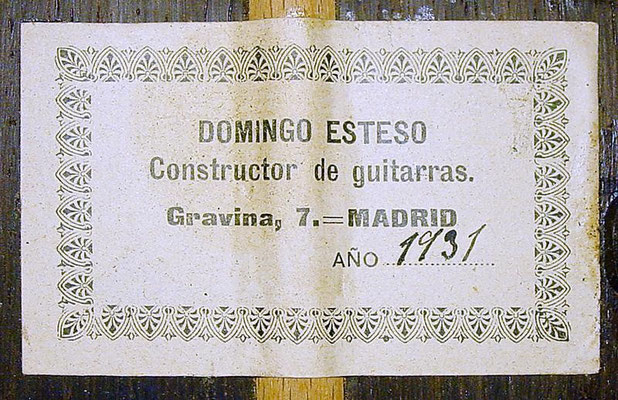 DOMINGO ESTESO
Constructor de guitarras.
Gravina, 7.=MADRID
AÑO 1931